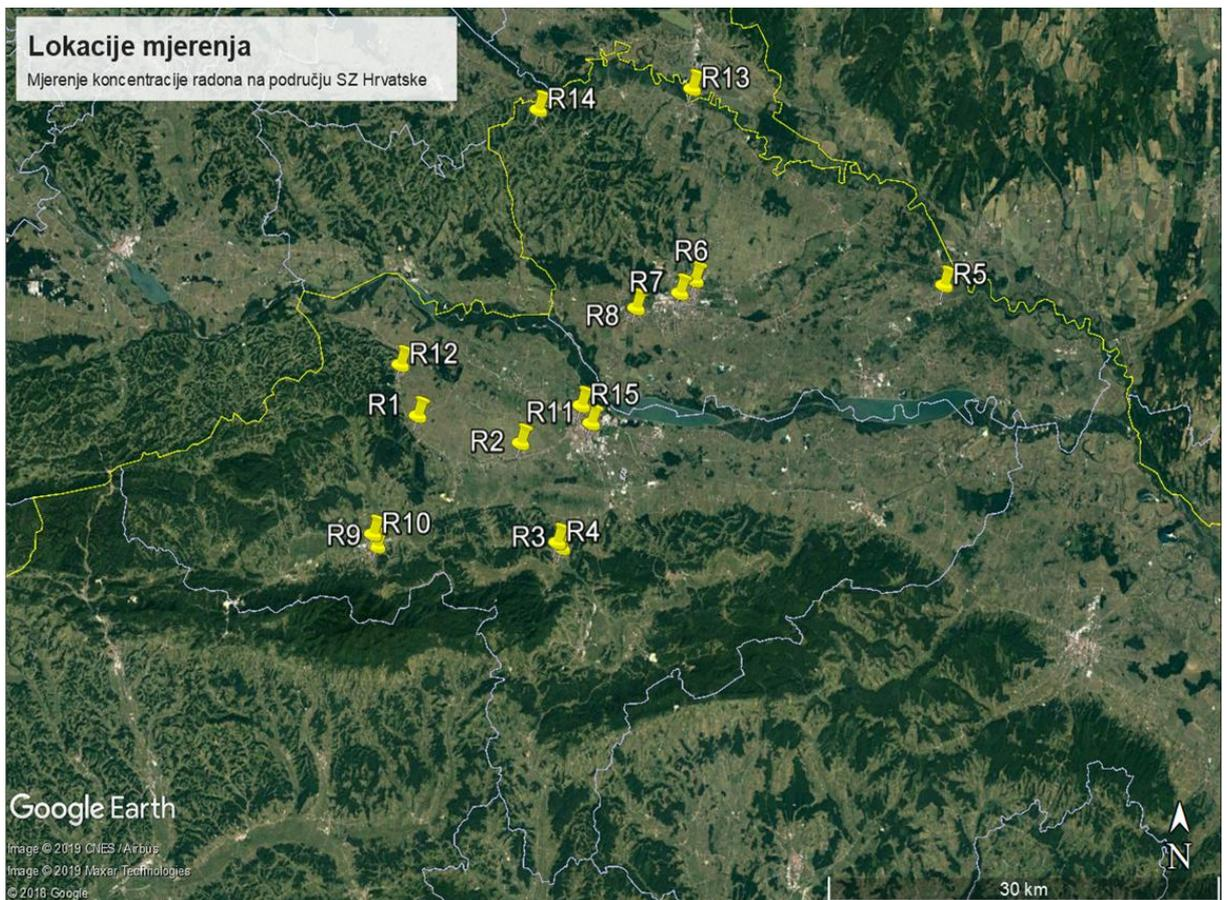 Lokacije mjerenja
Mjerenje koncentracije radona na području SZ Hrvatske
R13
R14
R6
R5
R7
R8
R12
R15
R1
R11
R2
R10
R9
R3
R4
Google Earth
Image © 2019 CNES / Airbus
Image © 2019 Maxar Technologies
© 2018 Google
N
30 km